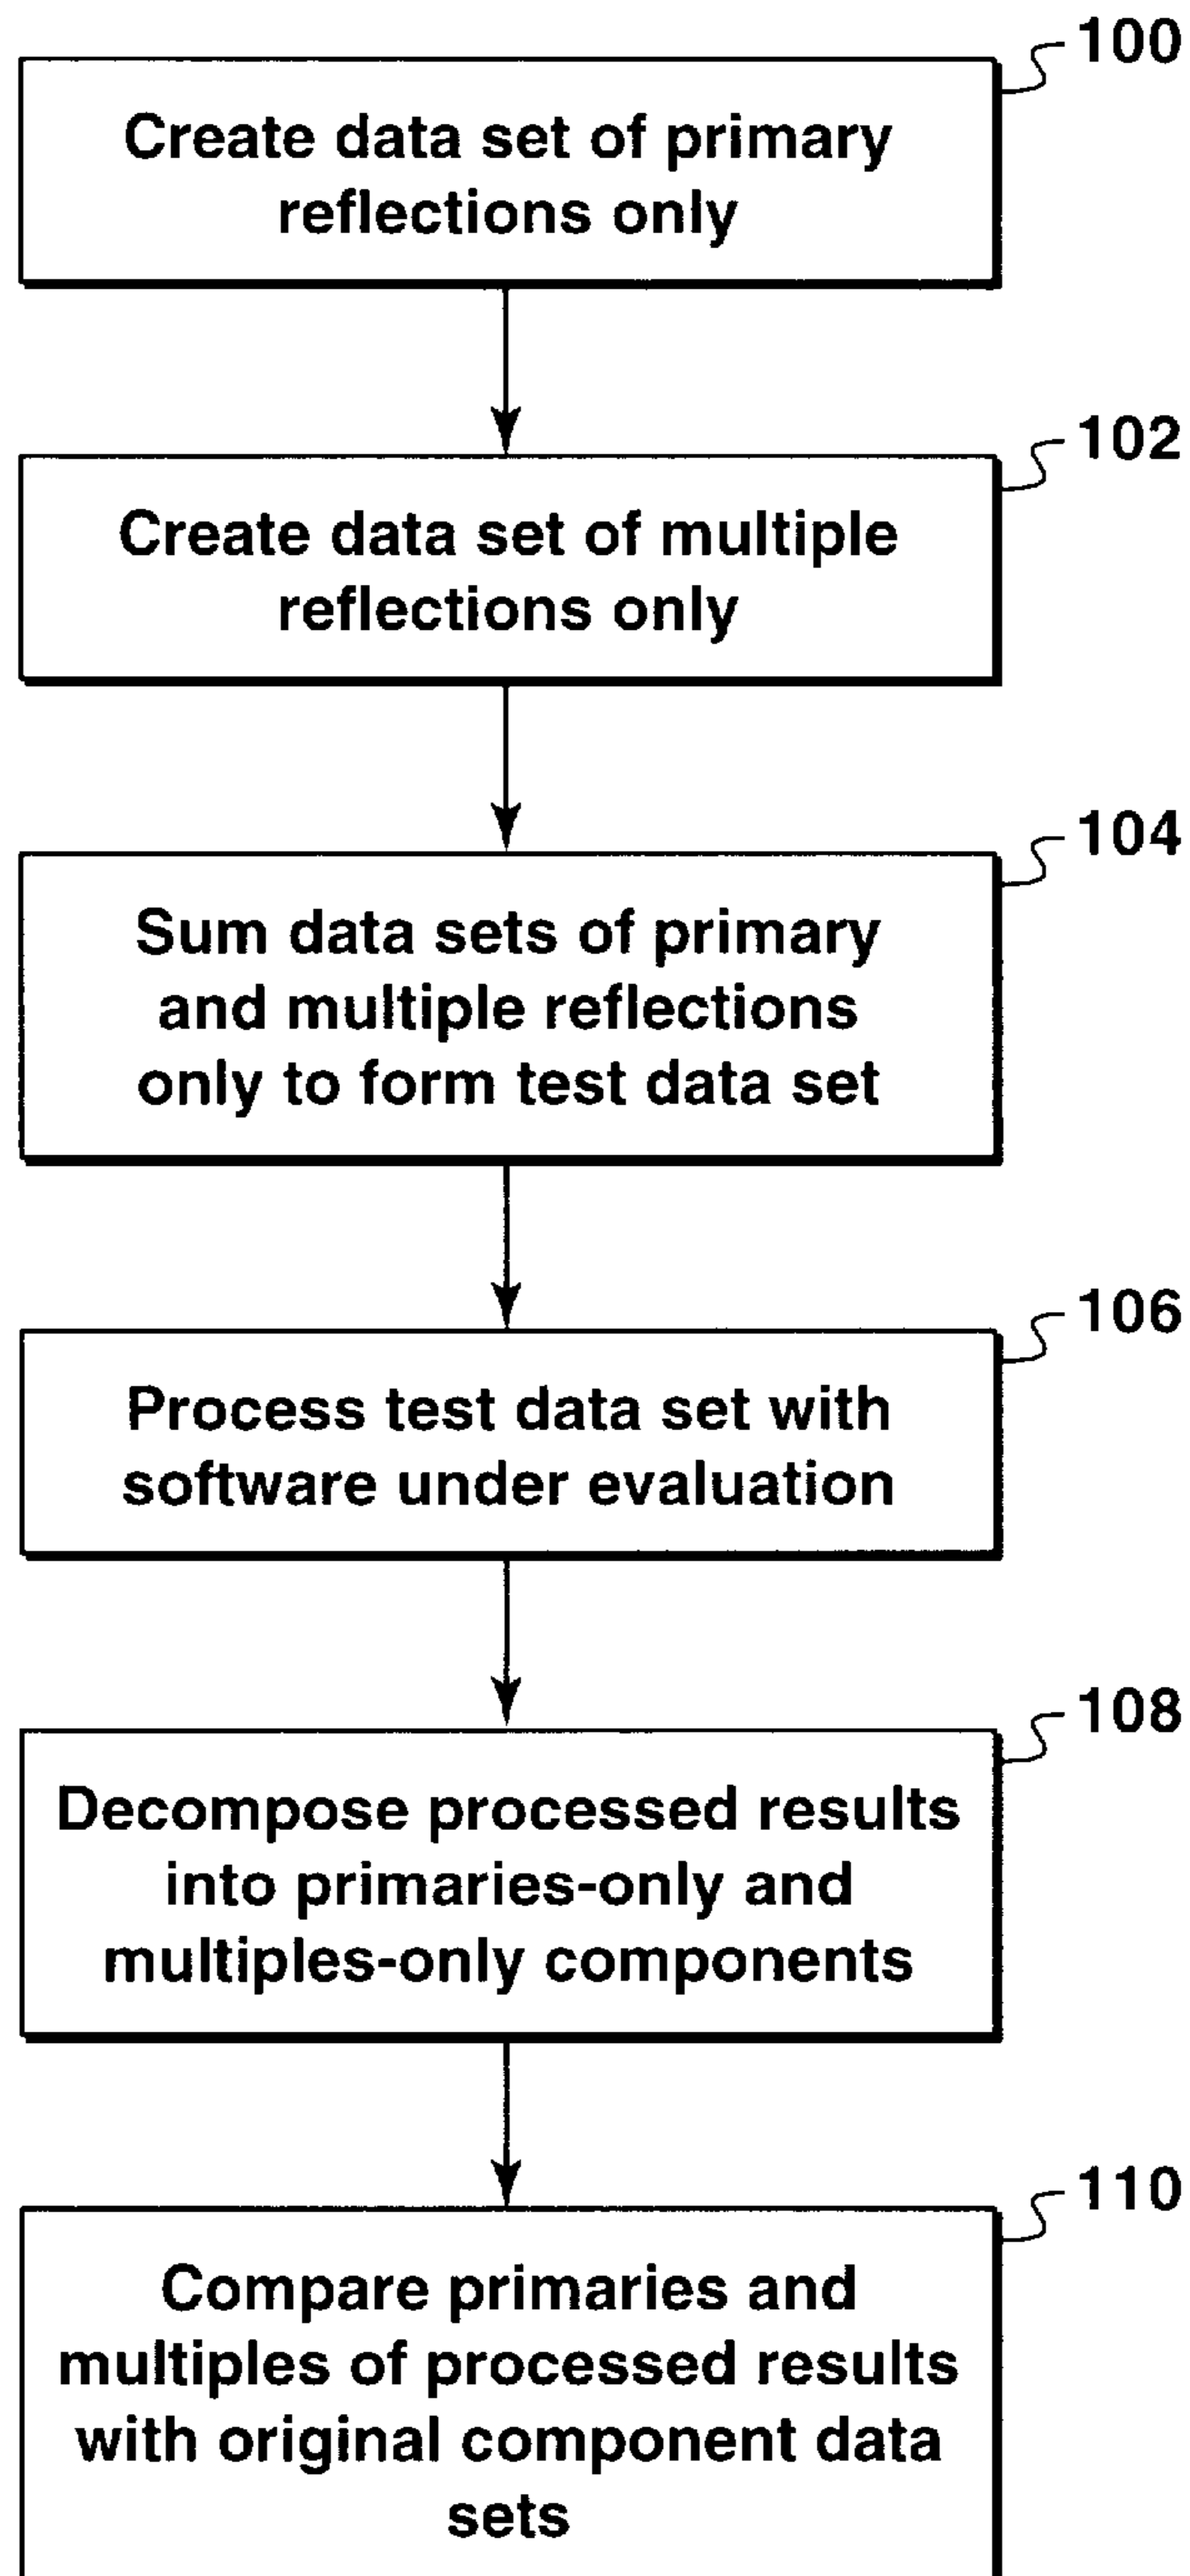 100
Create data set of primary
reflections only
102
Create data set of multiple
reflections only
104
Sum data sets of primary
and multiple reflections
only to form test data set
106
Process test data set with
software under evaluation
108
Decompose processed results
into primaries-only and
multiples-only components
110
Compare primaries and
multiples of processed results
with original component data
sets